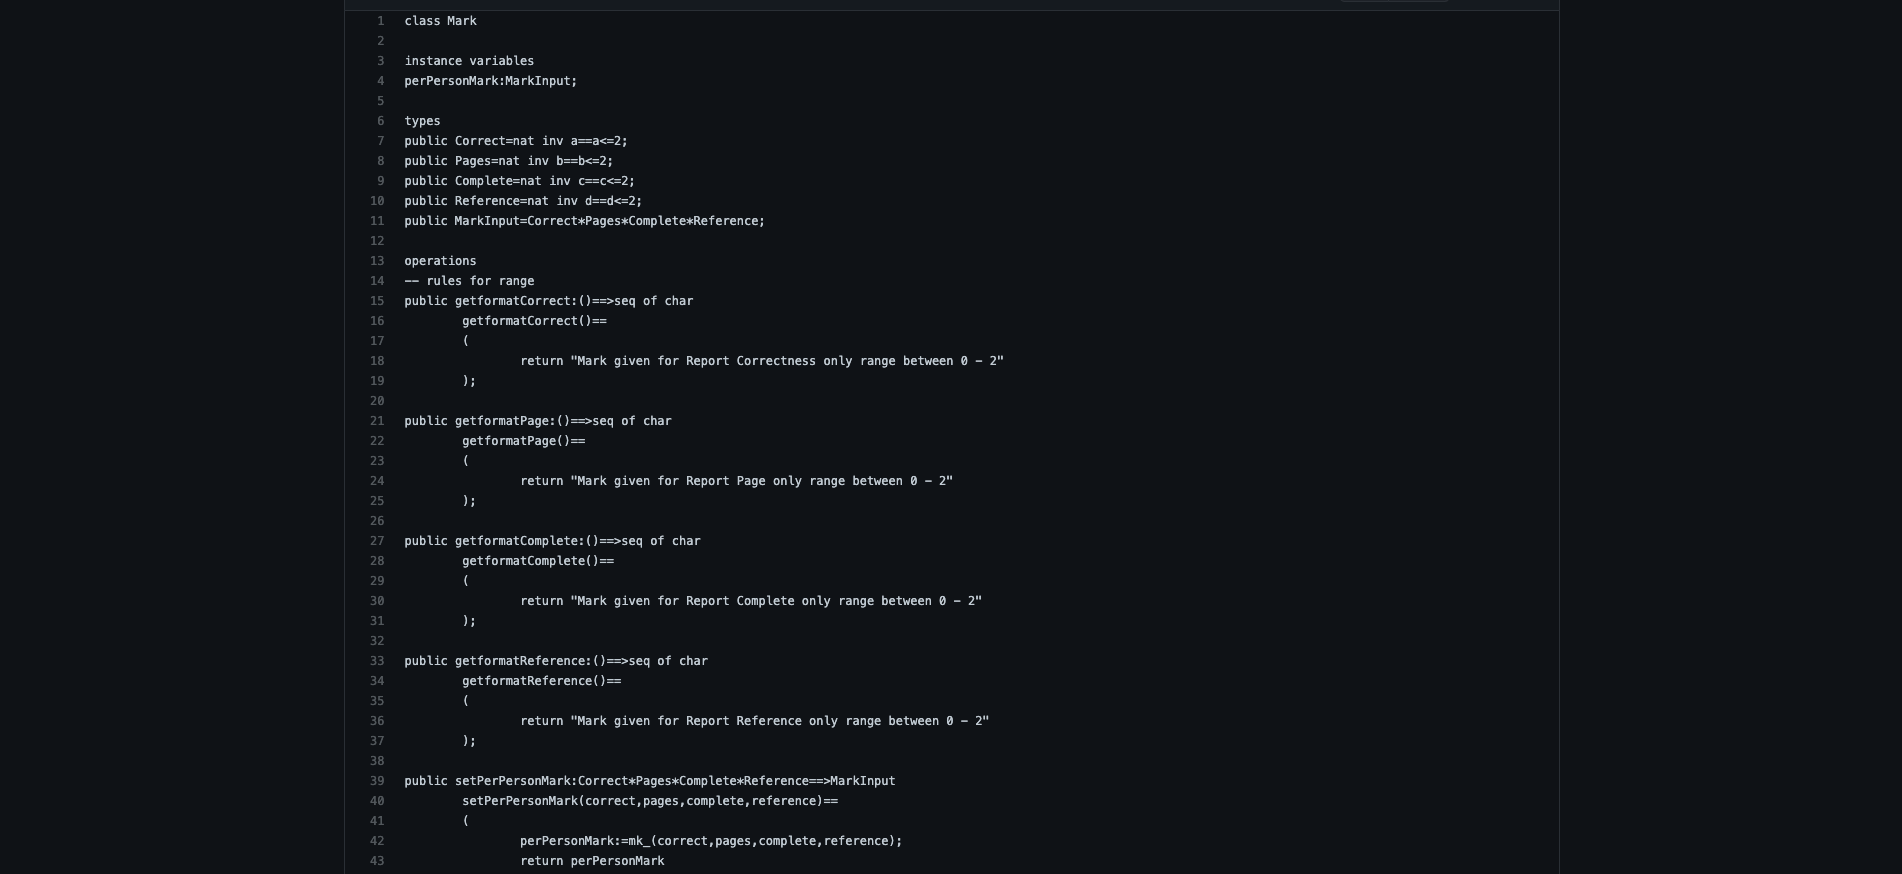 1 class Mark
2
3 instance variables
4 perPersonMark:MarkInput;
5
6 types
7 public Correct=nat inv a==a<=2;
8 public Pages=nat inv b==b<=2;
9 public Complete=nat inv c==c<=2;
10 public Reference=nat inv d==d<=2;
11 public MarkInput=Correct*Pages*Complete*Reference;
12
13 operations
14 -- rules for range
15 public getformatCorrect:()==>seq of char
16 getformatCorrect()==
17 (
18 return "Mark given for Report Correctness only range between 0 - 2"
19 );
20
21 public getformatPage:()==>seq of char
22 getformatPage()==
23 (
24 return "Mark given for Report Page only range between 0 - 2"
25 );
26
27 public getformatComplete:()==>seq of char
28 getformatComplete()==
29 (
30 return "Mark given for Report Complete only range between 0 - 2"
31 );
32
33 public getformatReference:()==>seq of char
34 getformatReference()==
35 (
36 return "Mark given for Report Reference only range between 0 - 2"
37 );
38
39 public setPerPersonMark:Correct*Pages*Complete*Reference==>MarkInput
40 setPerPersonMark(correct,pages,complete,reference)==
41 (
42 perPersonMark:=mk_(correct,pages,complete,reference);
43 return perPersonMark